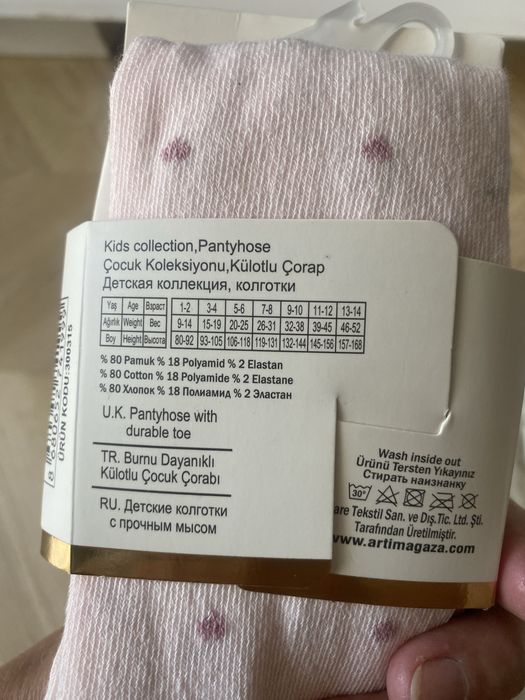 Kids collection,Pantyhose
Çocuk Koleksiyonu,Külotlu Çorap
Детская коллекция, колготки
Yaş Age Возраст 1-2 3-4 5-6 7-8 9-10 11-12 13-14
Ağırlık Weight Вес 9-14 15-19 20-25 26-31 32-38 39-45 46-52
Boy Height Высота 80-92 93-105 106-118 119-131 132-144 145-156 157-168
% 80 Pamuk % 18 Polyamid % 2 Elastan
% 80 Cotton % 18 Polyamide % 2 Elastane
% 80 Хлопок % 18 Полиамид % 2 Эластан
U.K. Pantyhose with
durable toe
TR. Burnu Dayanıklı
Külotlu Çocuk Çorabı
RU. Детские колготки
с прочным мысом
ÜRÜN KODU:300315
Wash inside out
Ürünü Tersten Yıkayınız
Стирать наизнанку
30°
are Tekstil San. ve Dış.Tic. Ltd. Şti.
Tarafından Üretilmiştir.
www.artimagaza.com